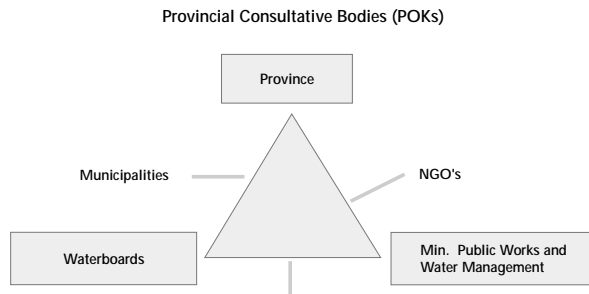 Provincial Consultative Bodies (POKs)
Province
Municipalities
NGO's
Waterboards
Min. Public Works and
Water Management